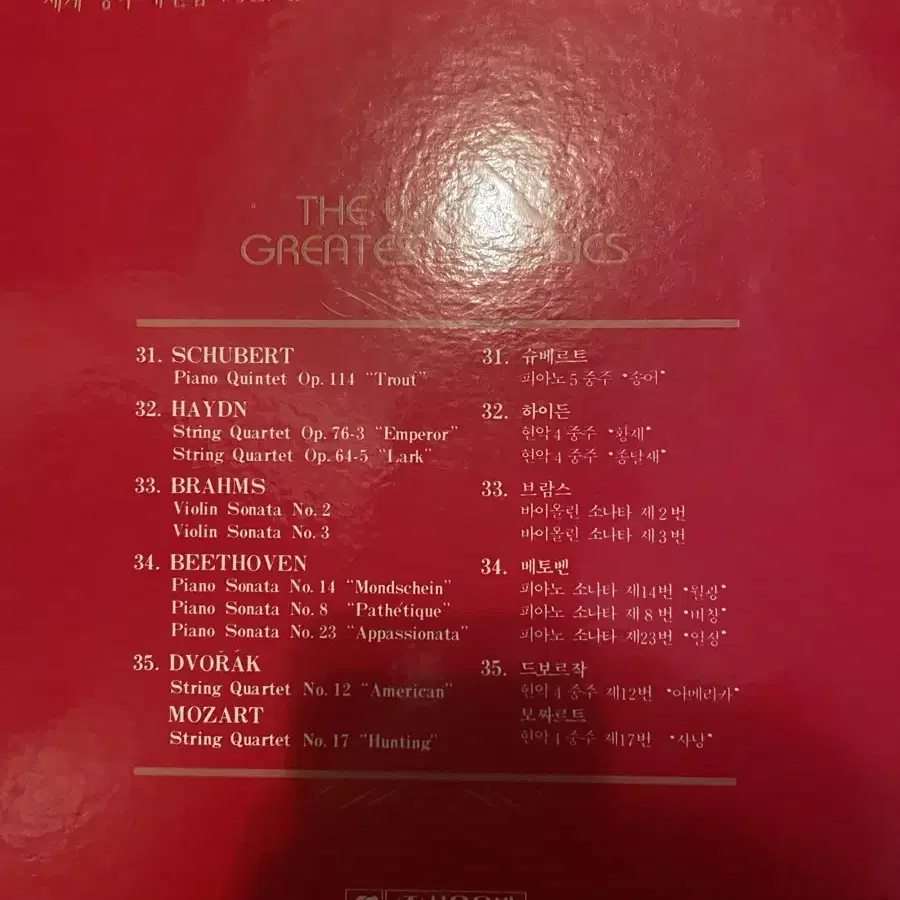 THE
GREATEST
31. SCHUBERT
Piano Quintet Op. 114 "Trout"
32. HAYDN
String Quartet Op. 76-3 "Emperor"
String Quartet Op. 64-5 "Lark"
33. BRAHMS
Violin Sonata No. 2
Violin Sonata No. 3
34. BEETHOVEN
Piano Sonata No. 14 "Mondschein"
Piano Sonata No. 8 "Pathétique"
Piano Sonata No. 23 "Appassionata"
35. DVOŘÁK
String Quartet No. 12 "American"
MOZART
String Quartet No. 17 "Hunting"
31. 슈베르트
피아노 5 중주 "송어"
32. 하이든
현악 4 중주 "황제"
현악 4 중주 "종달새"
33. 브람스
바이올린 소나타 제 2 번
바이올린 소나타 제 3 번
34. 베토벤
피아노 소나타 제14번 "월광"
피아노 소나타 제 8 번 "비창"
피아노 소나타 제23번 "열정"
35. 드보르작
현악 4 중주 제12번 "아메리카"
모짜르트
현악 4 중주 제17번 "사냥"